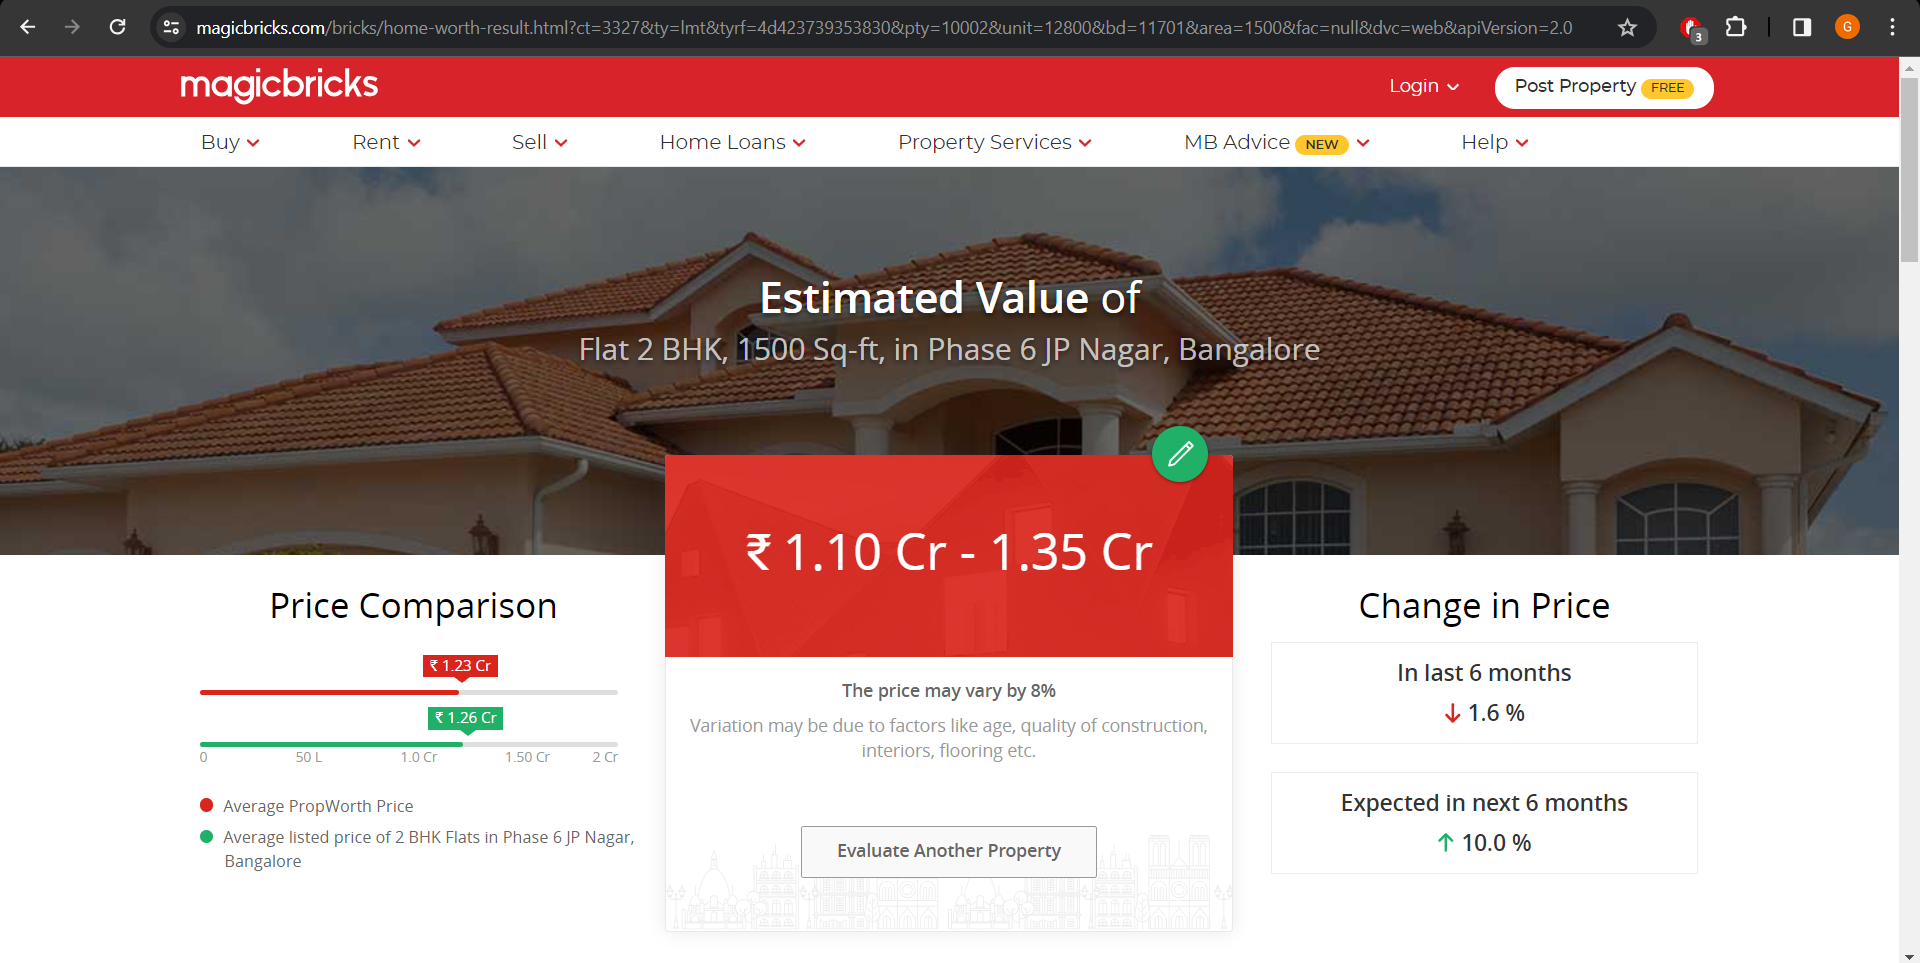 magicbricks.com/bricks/home-worth-result.html?ct=3327&ty=lmt&tyrf=4d423739353830&pty=10002&unit=12800&bd=11701&area=1500&fac=null&dvc=web&apiVersion=2.0
3
G
magicbricks
Login
Post Property FREE
Buy
Rent
Sell
Home Loans
Property Services
MB Advice NEW
Help
Estimated Value of
Flat 2 BHK, 1500 Sq-ft, in Phase 6 JP Nagar, Bangalore
₹ 1.10 Cr - 1.35 Cr
Price Comparison
₹ 1.23 Cr
₹ 1.26 Cr
0 50 L 1.0 Cr 1.50 Cr 2 Cr
Average PropWorth Price
Average listed price of 2 BHK Flats in Phase 6 JP Nagar,
Bangalore
The price may vary by 8%
Variation may be due to factors like age, quality of construction,
interiors, flooring etc.
Evaluate Another Property
Change in Price
In last 6 months
1.6 %
Expected in next 6 months
10.0 %